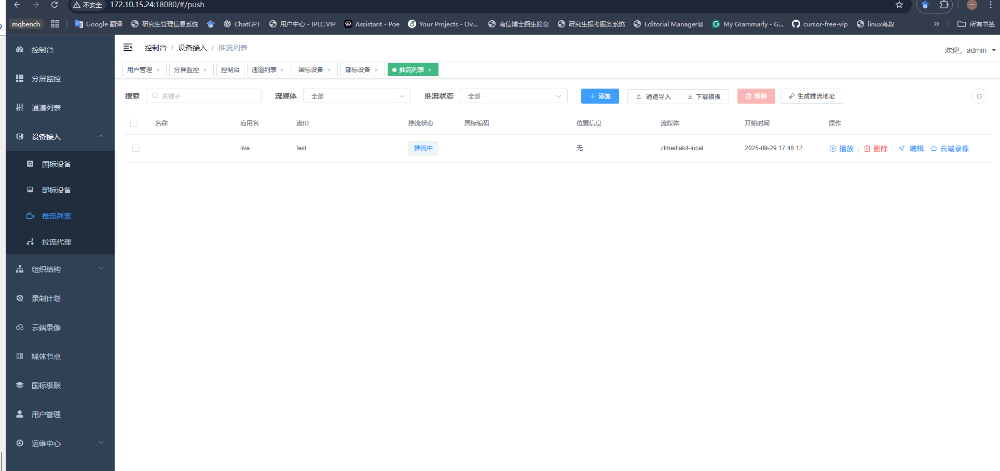 不安全 172.10.15.24:18080/#/push
mqbench Google 翻译 研究生管理信息系统 ChatGPT 用户中心 - IPLC.VIP Assistant - Poe Your Projects - Ov... 南信博士招生简章 研究生报考服务系统 Editorial Manager® My Grammarly - G... cursor-free-vip linux鸟叔 » 所有书签
控制台
分屏监控
通道列表
设备接入
国标设备
部标设备
推流列表
拉流代理
组织结构
录制计划
云端录像
媒体节点
国标级联
用户管理
运维中心
控制台 / 设备接入 / 推流列表
欢迎，admin
用户管理 × 分屏监控 × 控制台 通道列表 × 国标设备 × 部标设备 × 推流列表 ×
搜索 关键字 流媒体 全部 推流状态 全部 添加 通道导入 下载模板 移除 生成推流地址
名称 应用名 流ID 推流状态 国标编码 位置信息 流媒体 开始时间 操作
live test 推流中 无 zlmediakit-local 2025-09-29 17:48:12 播放 删除 编辑 云端录像